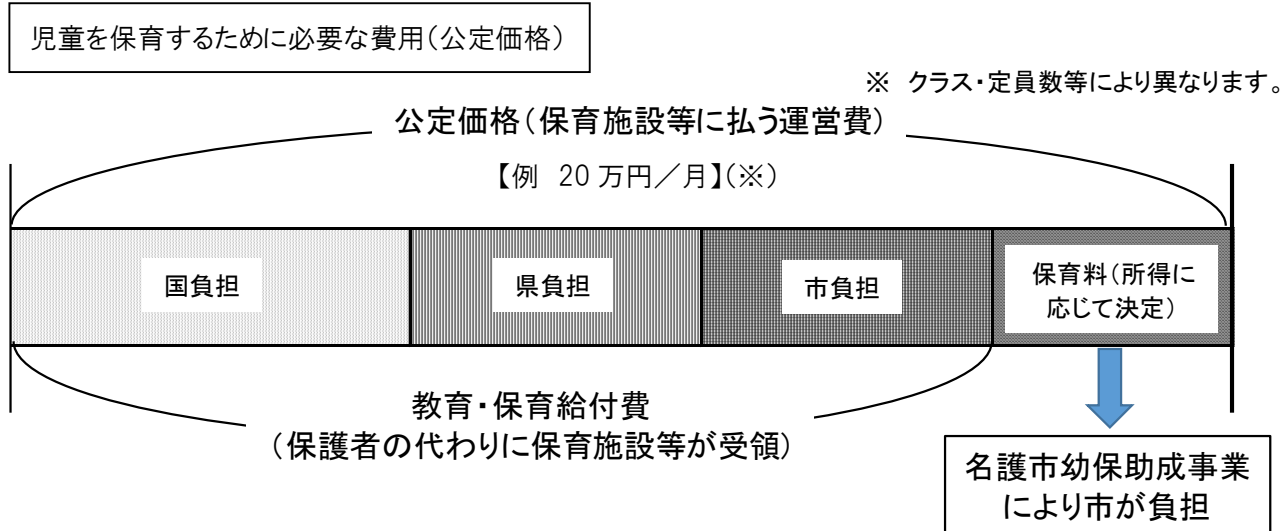 児童を保育するために必要な費用（公定価格）
※　クラス・定員数等により異なります。
公定価格（保育施設等に払う運営費）
【例　20万円／月】（※）
国負担
県負担
市負担
保育料（所得に
応じて決定）
教育・保育給付費
（保護者の代わりに保育施設等が受領）
名護市幼保助成事業
により市が負担